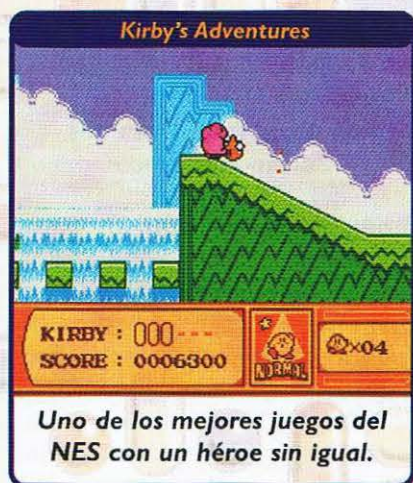 Kirby's Adventures
KIRBY :
SCORE : 0006300
NORMAL
×04
Uno de los mejores juegos del
NES con un héroe sin igual.